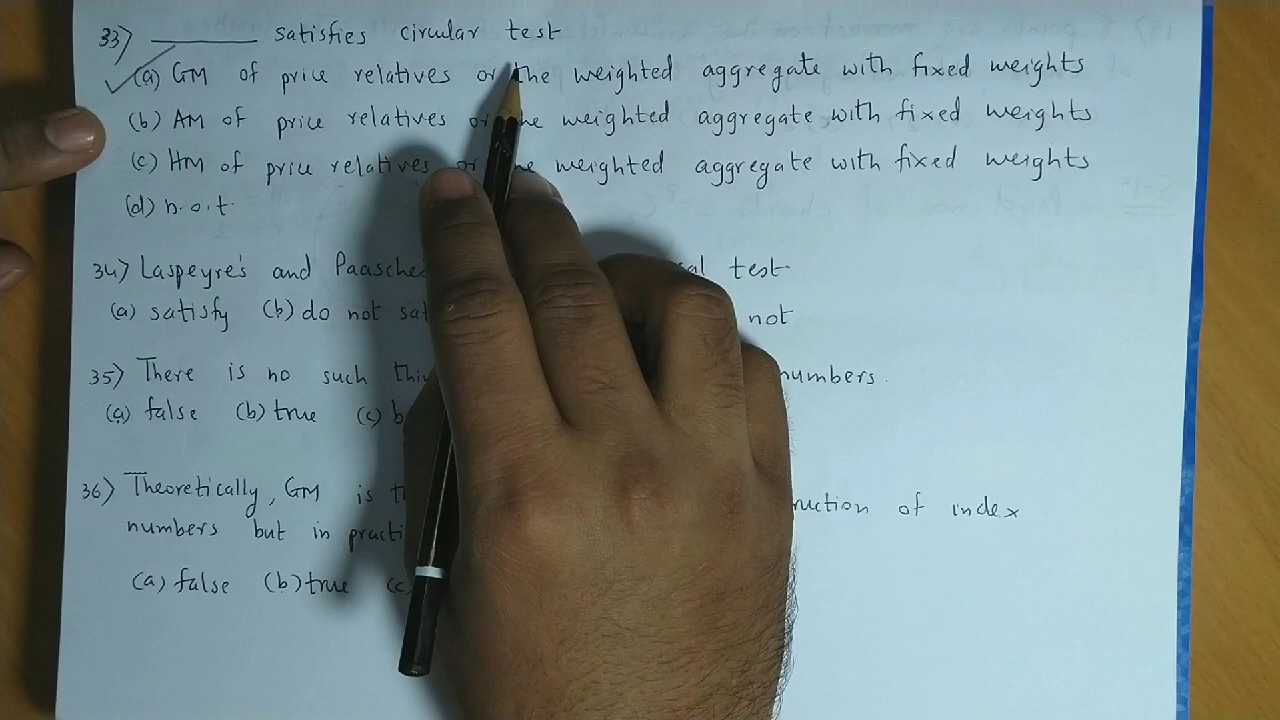 33) ______ satisfies circular test
(a) GM of price relatives or the weighted aggregate with fixed weights
(b) AM of price relatives or the weighted aggregate with fixed weights
(c) HM of price relatives or the weighted aggregate with fixed weights
(d) n.o.t
34) Laspeyre's and test
(a) satisfy (b) do not not
35) There is no such numbers.
(a) false (b) true (c)
36) Theoretically, GM is of index
numbers but in
(a) false (b) true (c)